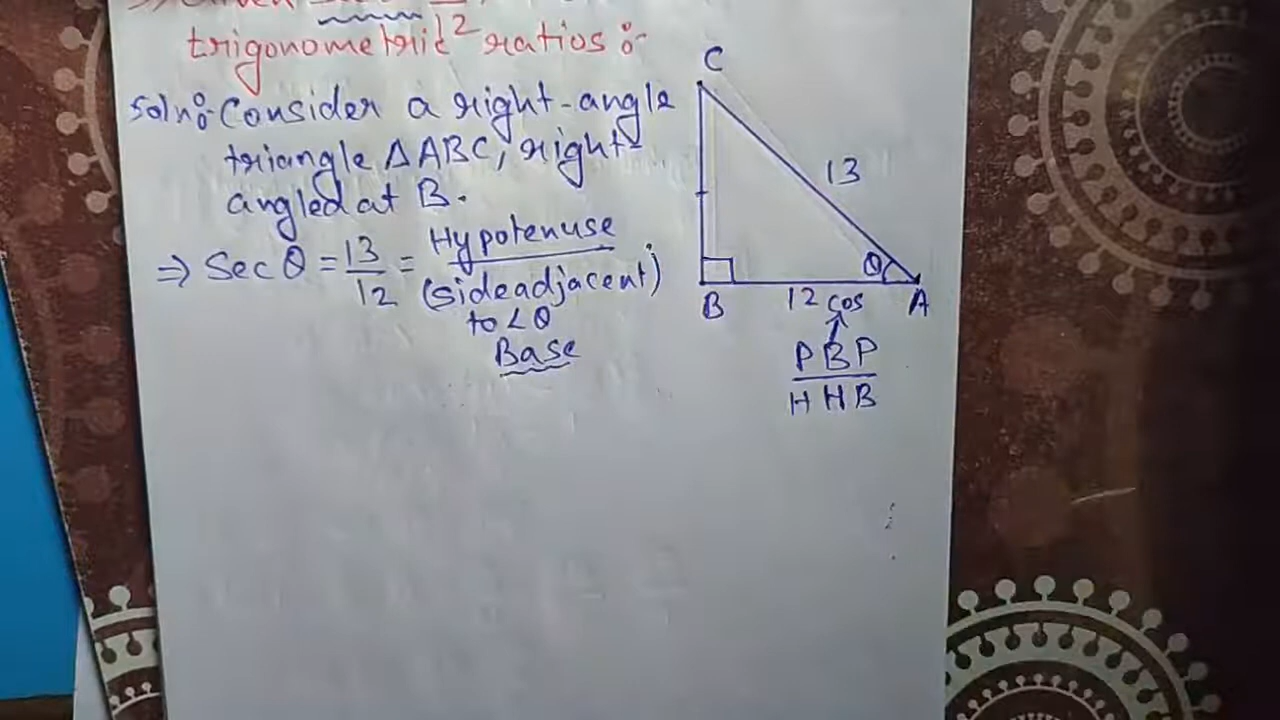 12
trigonometric ratios :-
Soln:- Consider a right-angle
triangle ΔABC, right-
angled at B.
⇒ Sec θ = 13/12 = Hypotenuse/(side adjacent)
to ∠θ
Base
C
13
θ
B
12
cos
A
P B P
H H B